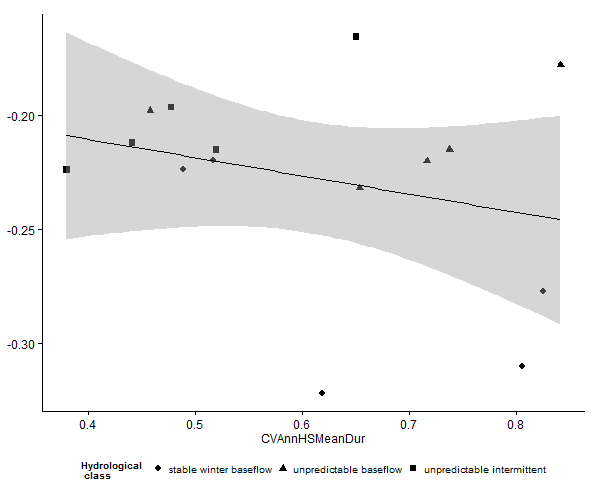 -0.20
-0.25
-0.30
0.4 0.5 0.6 0.7 0.8
CVAnnHSMeanDur
Hydrological
class
stable winter baseflow unpredictable baseflow unpredictable intermittent